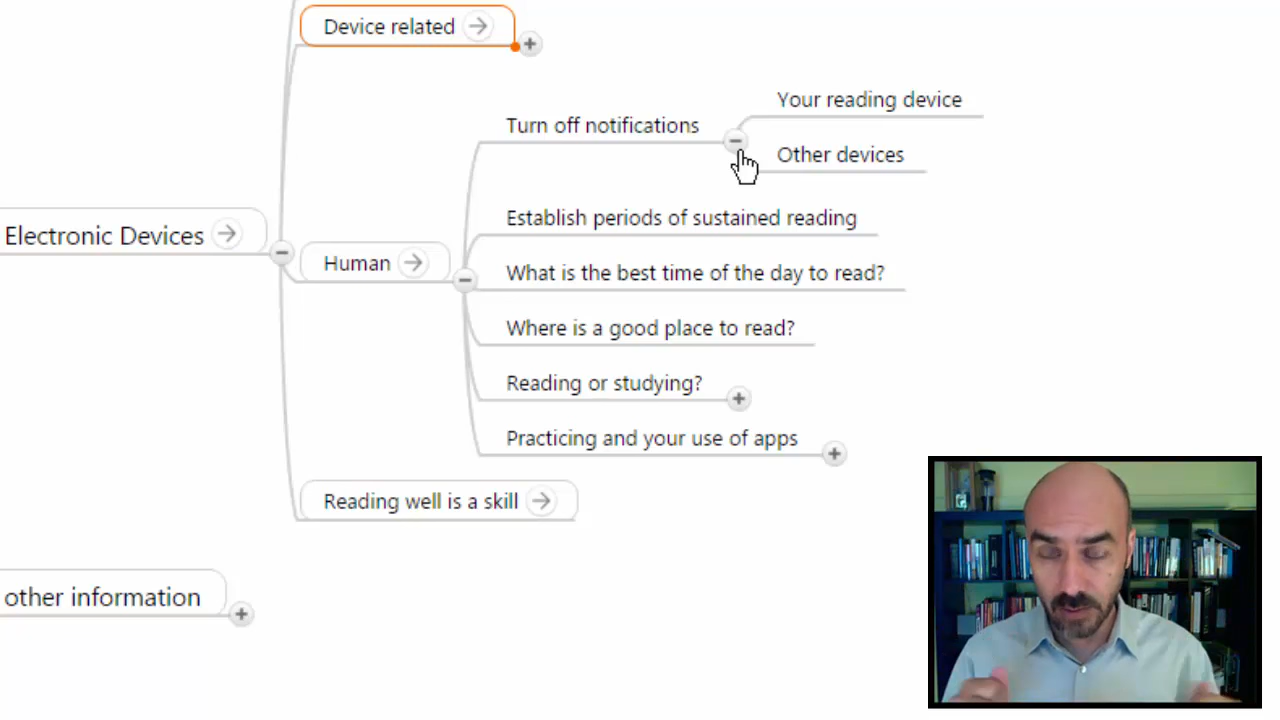 Device related
Turn off notifications
Your reading device
Other devices
Establish periods of sustained reading
Electronic Devices
Human
What is the best time of the day to read?
Where is a good place to read?
Reading or studying?
Practicing and your use of apps
Reading well is a skill
other information